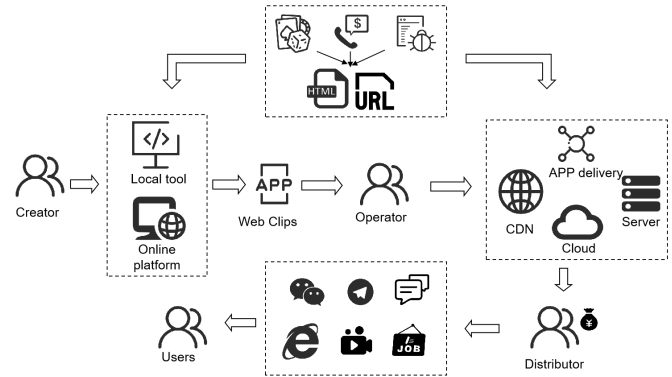 $
HTML
URL
</>
Local tool
Online
platform
Creator
APP
Web Clips
Operator
APP delivery
CDN
Server
Cloud
¥
Distributor
JOB
e
Users